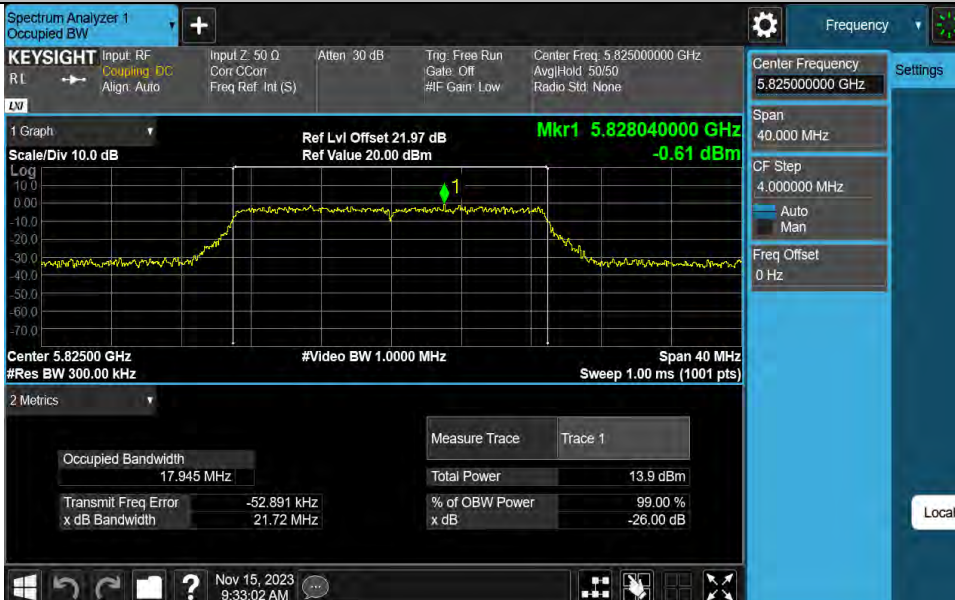 Spectrum Analyzer 1
Occupied BW
+
Frequency
KEYSIGHT
RL
LXI
Input: RF
Coupling: DC
Align: Auto
Input Z: 50 Ω
Corr CCorr
Freq Ref: Int (S)
Atten: 30 dB
Trig: Free Run
Gate: Off
#IF Gain: Low
Center Freq: 5.825000000 GHz
Avg|Hold: 50/50
Radio Std: None
Center Frequency
5.825000000 GHz
Settings
Span
40.000 MHz
CF Step
4.000000 MHz
Auto
Man
Freq Offset
0 Hz
1 Graph
Scale/Div 10.0 dB
Ref Lvl Offset 21.97 dB
Ref Value 20.00 dBm
Mkr1 5.828040000 GHz
-0.61 dBm
Log
10.0
0.00
-10.0
-20.0
-30.0
-40.0
-50.0
-60.0
-70.0
1
Center 5.82500 GHz
#Res BW 300.00 kHz
#Video BW 1.0000 MHz
Span 40 MHz
Sweep 1.00 ms (1001 pts)
2 Metrics
Measure Trace Trace 1
Occupied Bandwidth
17.945 MHz
Total Power 13.9 dBm
Transmit Freq Error -52.891 kHz
% of OBW Power 99.00 %
x dB Bandwidth 21.72 MHz
x dB -26.00 dB
Local
?
Nov 15, 2023
9:33:02 AM